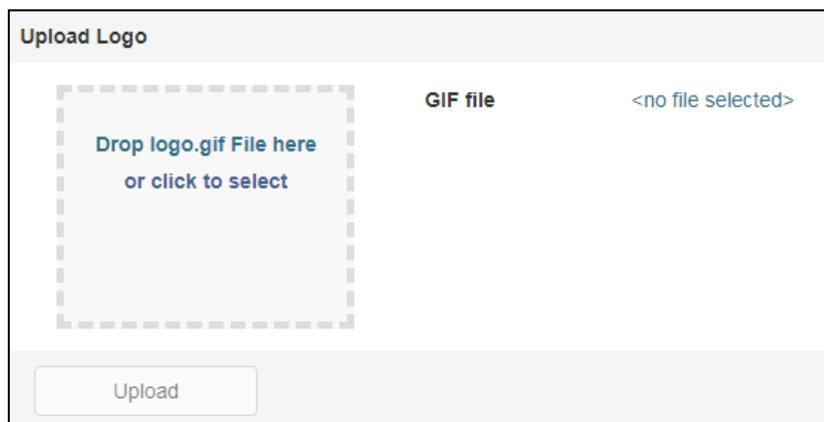 Upload Logo
Drop logo.gif File here
or click to select
GIF file
<no file selected>
Upload